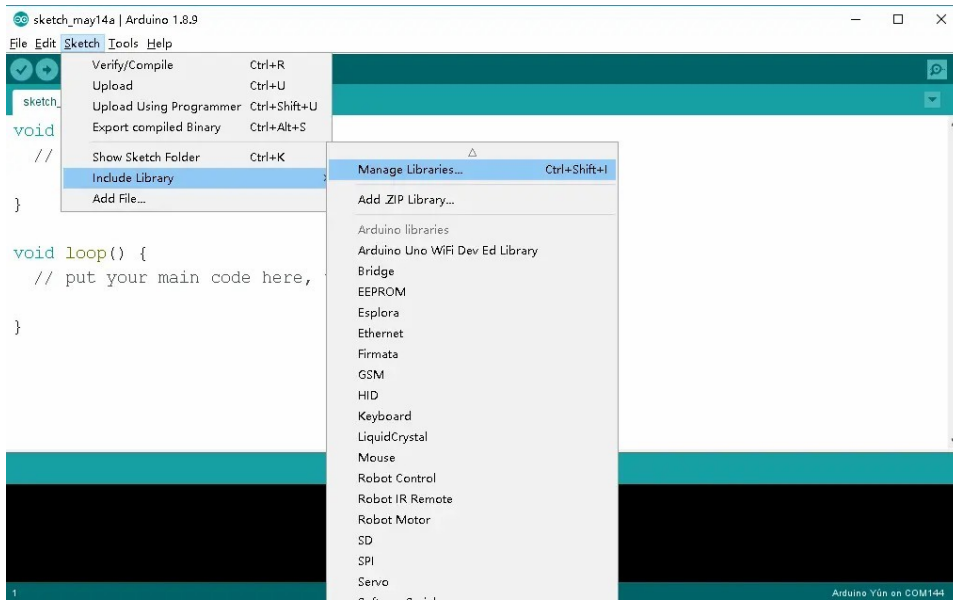 sketch_may14a | Arduino 1.8.9
File Edit Sketch Tools Help
Verify/Compile Ctrl+R
Upload Ctrl+U
Upload Using Programmer Ctrl+Shift+U
Export compiled Binary Ctrl+Alt+S
Show Sketch Folder Ctrl+K
Include Library
Add File...
sketch_
void
//
}
void loop() {
// put your main code here,
}
Manage Libraries... Ctrl+Shift+I
Add .ZIP Library...
Arduino libraries
Arduino Uno WiFi Dev Ed Library
Bridge
EEPROM
Esplora
Ethernet
Firmata
GSM
HID
Keyboard
LiquidCrystal
Mouse
Robot Control
Robot IR Remote
Robot Motor
SD
SPI
Servo
1
Arduino Yún on COM144